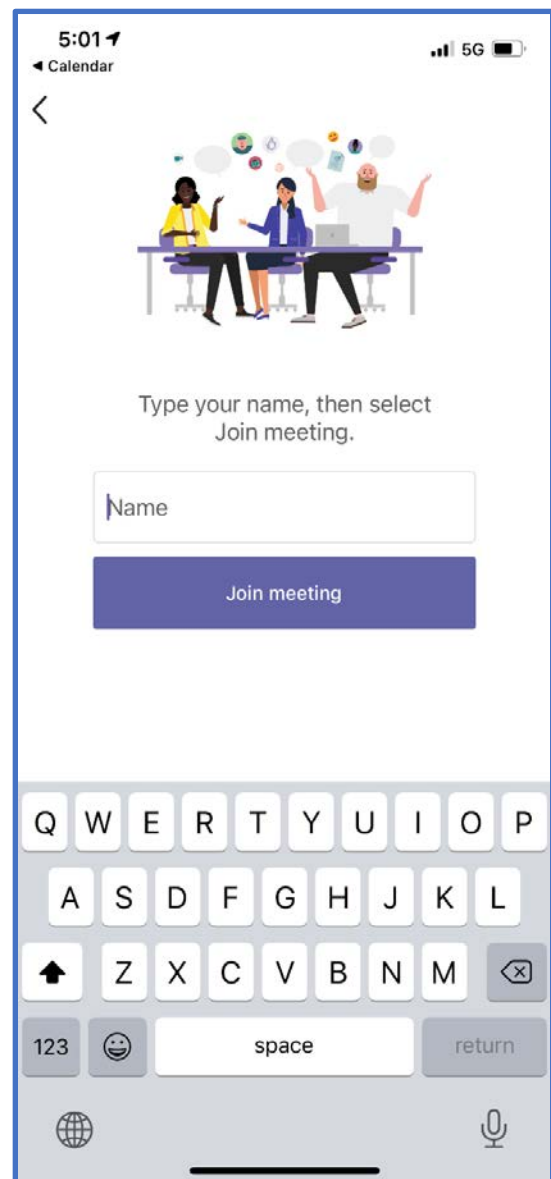 5:01
5G
◀ Calendar
Type your name, then select
Join meeting.
Name
Join meeting
Q W E R T Y U I O P
A S D F G H J K L
Z X C V B N M
123 space return